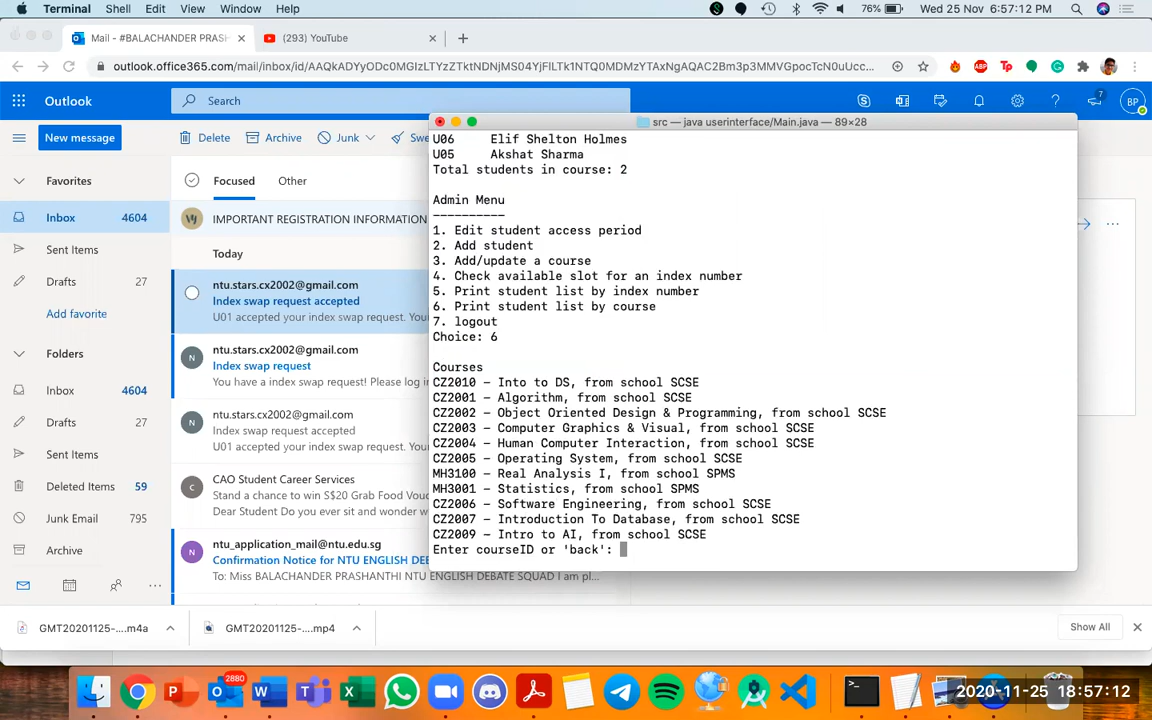 Terminal Shell Edit View Window Help 76% Wed 25 Nov 6:57:12 PM
Mail - #BALACHANDER PRASH (293) YouTube
outlook.office365.com/mail/inbox/id/AAQkADYyODc0MGIzLTYzZTktNDNjMS04YjFlLTk1NTQ0MDMzYTAxNgAQAC2Bm3p3MMVGpocTcN0uUcc...
Outlook Search 7 BP
New message Delete Archive Junk Swe
src — java userinterface/Main.java — 89×28
Favorites
Inbox 4604
Sent Items
Drafts 27
Add favorite
Folders
Inbox 4604
Drafts 27
Sent Items
Deleted Items 59
Junk Email 795
Archive
Focused Other
IMPORTANT REGISTRATION INFORMATION
Today
ntu.stars.cx2002@gmail.com
Index swap request accepted
U01 accepted your index swap request. You
N
ntu.stars.cx2002@gmail.com
Index swap request
You have a index swap request! Please log i
N
ntu.stars.cx2002@gmail.com
Index swap request accepted
U01 accepted your index swap request. You
C
CAO Student Career Services
Stand a chance to win S$20 Grab Food Vou
Dear Student Do you ever sit and wonder w
N
ntu_application_mail@ntu.edu.sg
Confirmation Notice for NTU ENGLISH DE
To: Miss BALACHANDER PRASHANTHI NTU ENGLISH DEBATE SQUAD I am pl...
U06 Elif Shelton Holmes
U05 Akshat Sharma
Total students in course: 2
Admin Menu
----------
1. Edit student access period
2. Add student
3. Add/update a course
4. Check available slot for an index number
5. Print student list by index number
6. Print student list by course
7. logout
Choice: 6
Courses
CZ2010 - Into to DS, from school SCSE
CZ2001 - Algorithm, from school SCSE
CZ2002 - Object Oriented Design & Programming, from school SCSE
CZ2003 - Computer Graphics & Visual, from school SCSE
CZ2004 - Human Computer Interaction, from school SCSE
CZ2005 - Operating System, from school SCSE
MH3100 - Real Analysis I, from school SPMS
MH3001 - Statistics, from school SPMS
CZ2006 - Software Engineering, from school SCSE
CZ2007 - Introduction To Database, from school SCSE
CZ2009 - Intro to AI, from school SCSE
Enter courseID or 'back':
GMT20201125-....m4a GMT20201125-....mp4 Show All
2880
2020-11-25 18:57:12